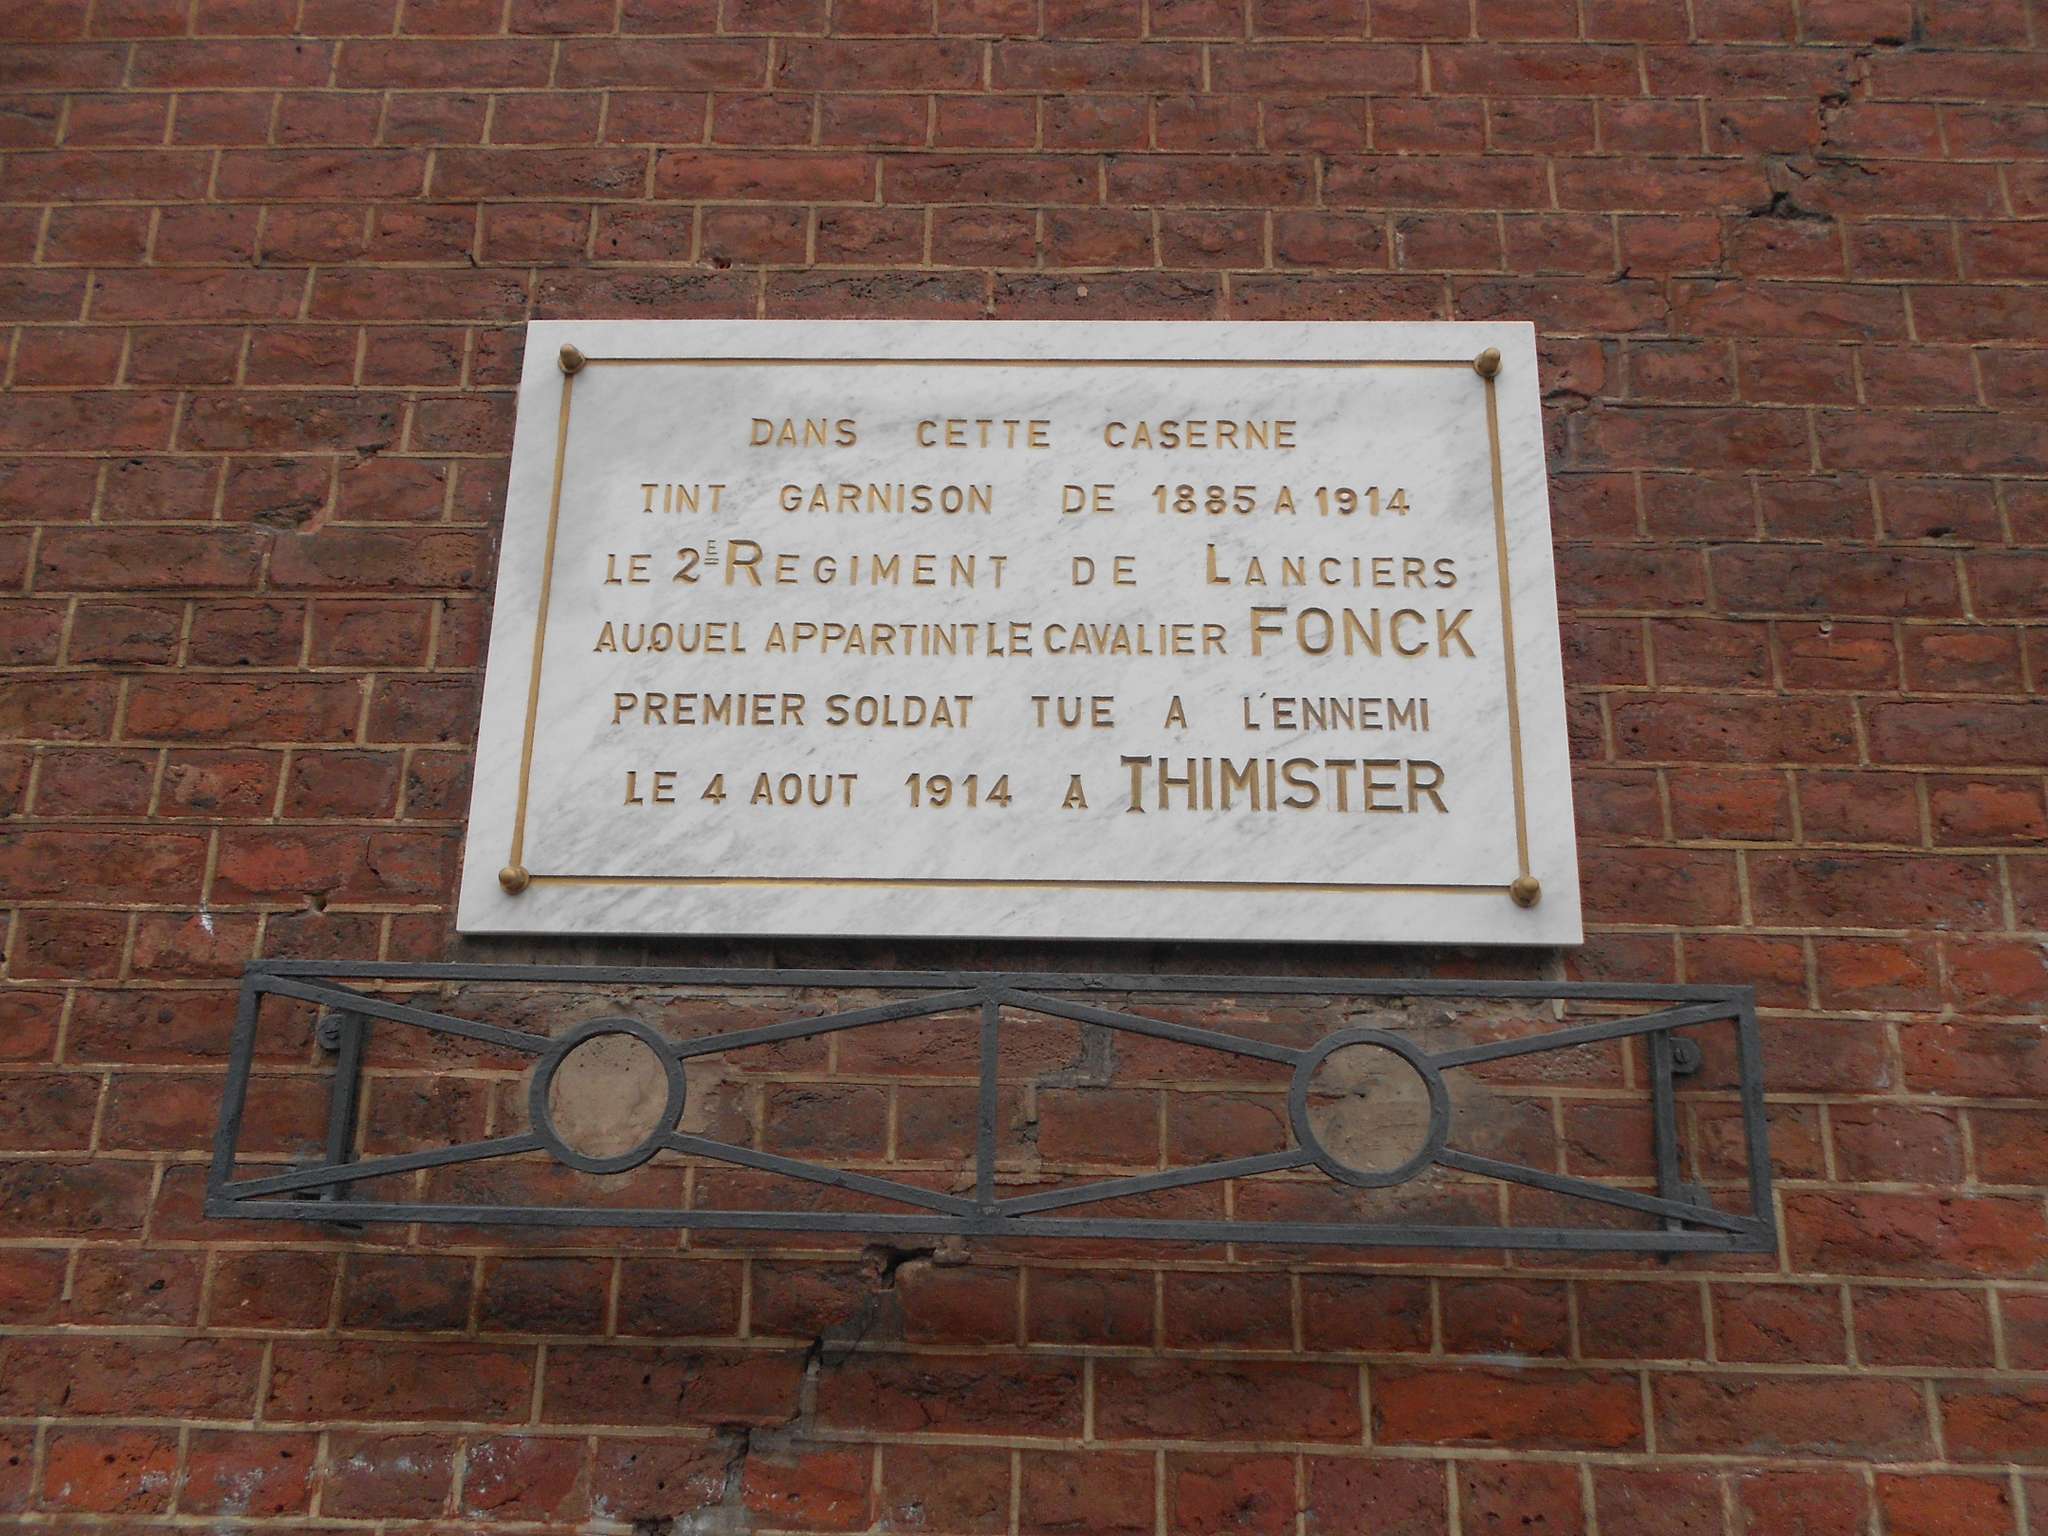 DANS CETTE CASERNE
TINT GARNISON DE 1885 A 1914
LE 2E REGIMENT DE LANCIERS
AUQUEL APPARTINT LE CAVALIER FONCK
PREMIER SOLDAT TUE A L'ENNEMI
LE 4 AOUT 1914 A THIMISTER